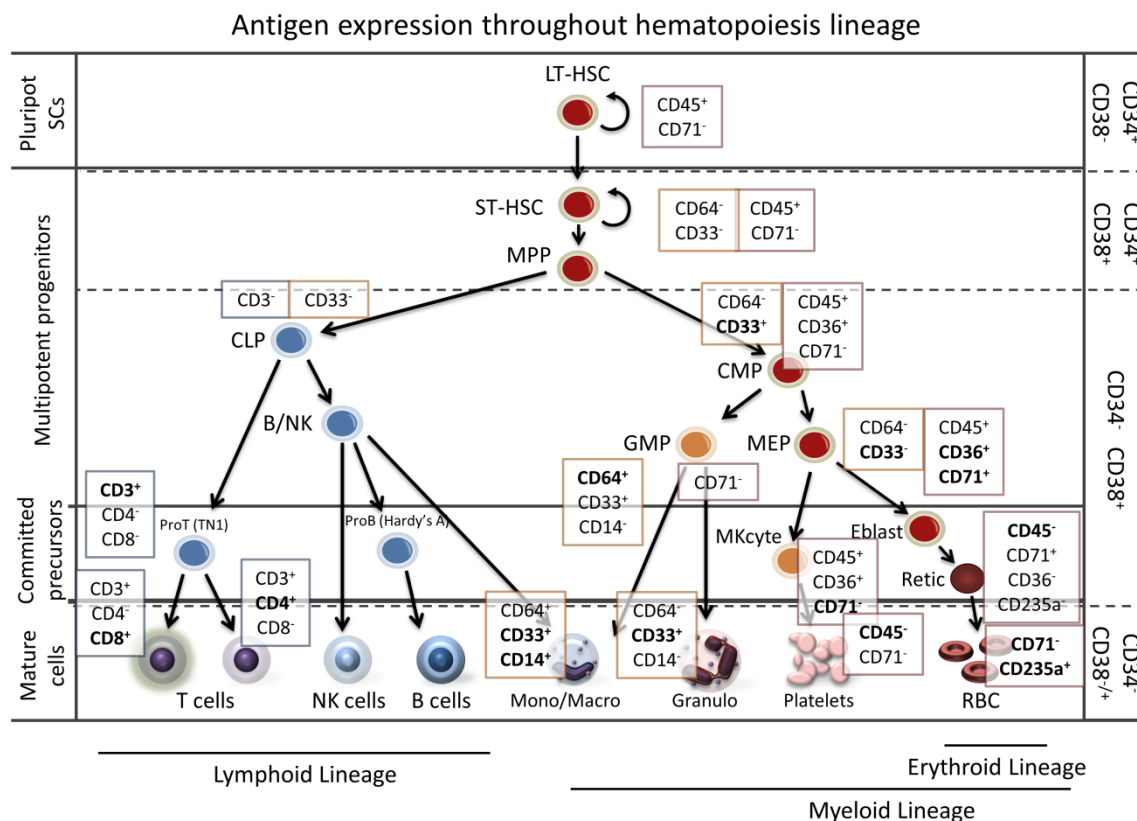 Antigen expression throughout hematopoiesis lineage
Pluripot
SCs
LT-HSC
CD45⁺
CD71⁻
CD34⁺
CD38⁻
Multipotent progenitors
ST-HSC
MPP
CD64⁻
CD33⁻
CD45⁺
CD71⁻
CD34⁺
CD38⁺
CD3⁻
CD33⁻
CLP
B/NK
CD64⁻
CD33⁺
CD45⁺
CD36⁺
CD71⁻
CMP
GMP
MEP
CD64⁻
CD33⁻
CD45⁺
CD36⁺
CD71⁺
CD34⁻ CD38⁺
CD64⁺
CD33⁺
CD14⁻
CD71⁻
Committed
precursors
CD3⁺
CD4⁻
CD8⁻
ProT (TN1)
ProB (Hardy's A)
MKcyte
CD45⁺
CD36⁺
CD71⁻
Eblast
Retic
CD45⁻
CD71⁺
CD36⁻
CD235a⁻
Mature
cells
CD3⁺
CD4⁻
CD8⁺
CD3⁺
CD4⁺
CD8⁻
CD64⁺
CD33⁺
CD14⁺
CD64⁻
CD33⁺
CD14⁻
CD45⁻
CD71⁻
CD71⁻
CD235a⁺
CD34⁻
CD38⁻/⁺
T cells
NK cells
B cells
Mono/Macro
Granulo
Platelets
RBC
Lymphoid Lineage
Erythroid Lineage
Myeloid Lineage